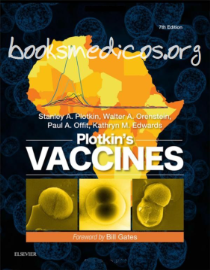 7th Edition
booksmedicos.org
Stanley A. Plotkin, Walter A. Orenstein,
Paul A. Offit, Kathryn M. Edwards
Plotkin's
VACCINES
ELSEVIER
Foreword by Bill Gates